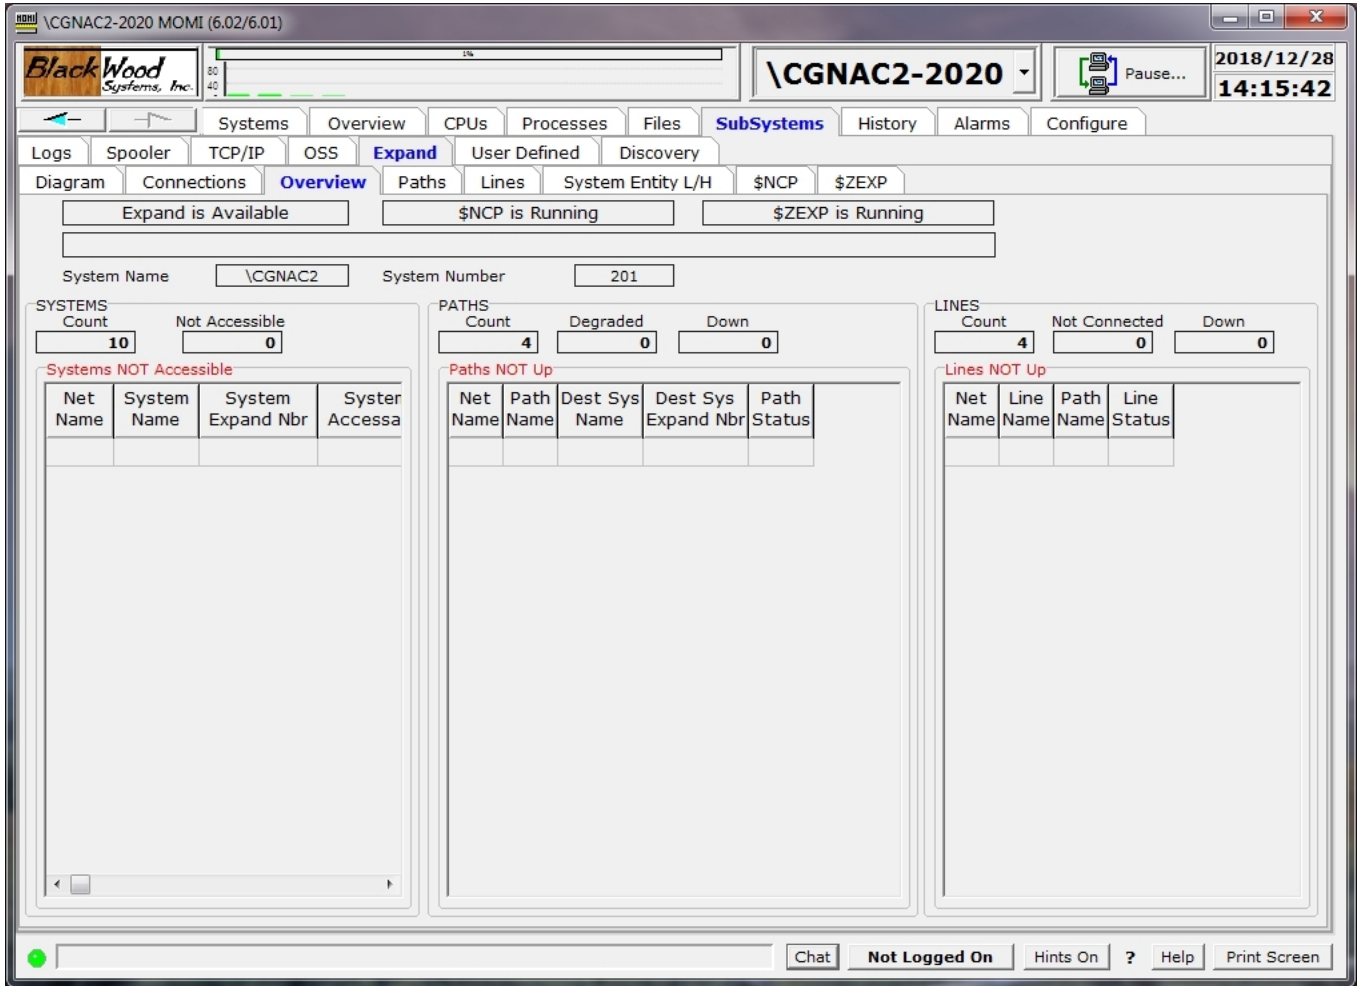 \CGNAC2-2020 MOMI (6.02/6.01)
BlackWood
Systems, Inc.
1%
80
40
\CGNAC2-2020
Pause...
2018/12/28
14:15:42
Systems Overview CPUs Processes Files SubSystems History Alarms Configure
Logs Spooler TCP/IP OSS Expand User Defined Discovery
Diagram Connections Overview Paths Lines System Entity L/H $NCP $ZEXP
Expand is Available $NCP is Running $ZEXP is Running
System Name \CGNAC2 System Number 201
SYSTEMS
Count Not Accessible
10 0
Systems NOT Accessible
Net System System System
Name Name Expand Nbr Accessa
PATHS
Count Degraded Down
4 0 0
Paths NOT Up
Net Path Dest Sys Dest Sys Path
Name Name Name Expand Nbr Status
LINES
Count Not Connected Down
4 0 0
Lines NOT Up
Net Line Path Line
Name Name Name Status
Chat Not Logged On Hints On ? Help Print Screen